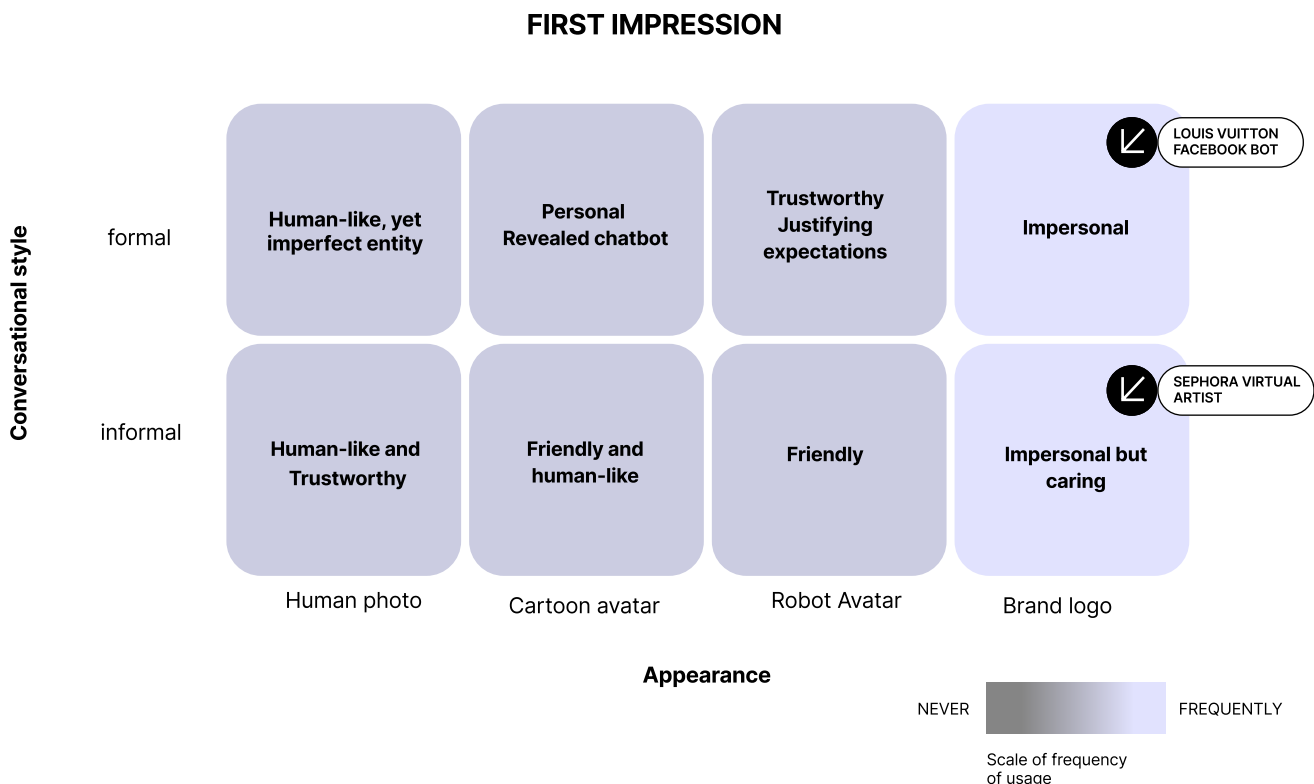 FIRST IMPRESSION
Conversational style
formal
Human-like, yet
imperfect entity
Personal
Revealed chatbot
Trustworthy
Justifying
expectations
Impersonal
LOUIS VUITTON
FACEBOOK BOT
informal
Human-like and
Trustworthy
Friendly and
human-like
Friendly
Impersonal but
caring
SEPHORA VIRTUAL
ARTIST
Human photo
Cartoon avatar
Robot Avatar
Brand logo
Appearance
NEVER
FREQUENTLY
Scale of frequency
of usage